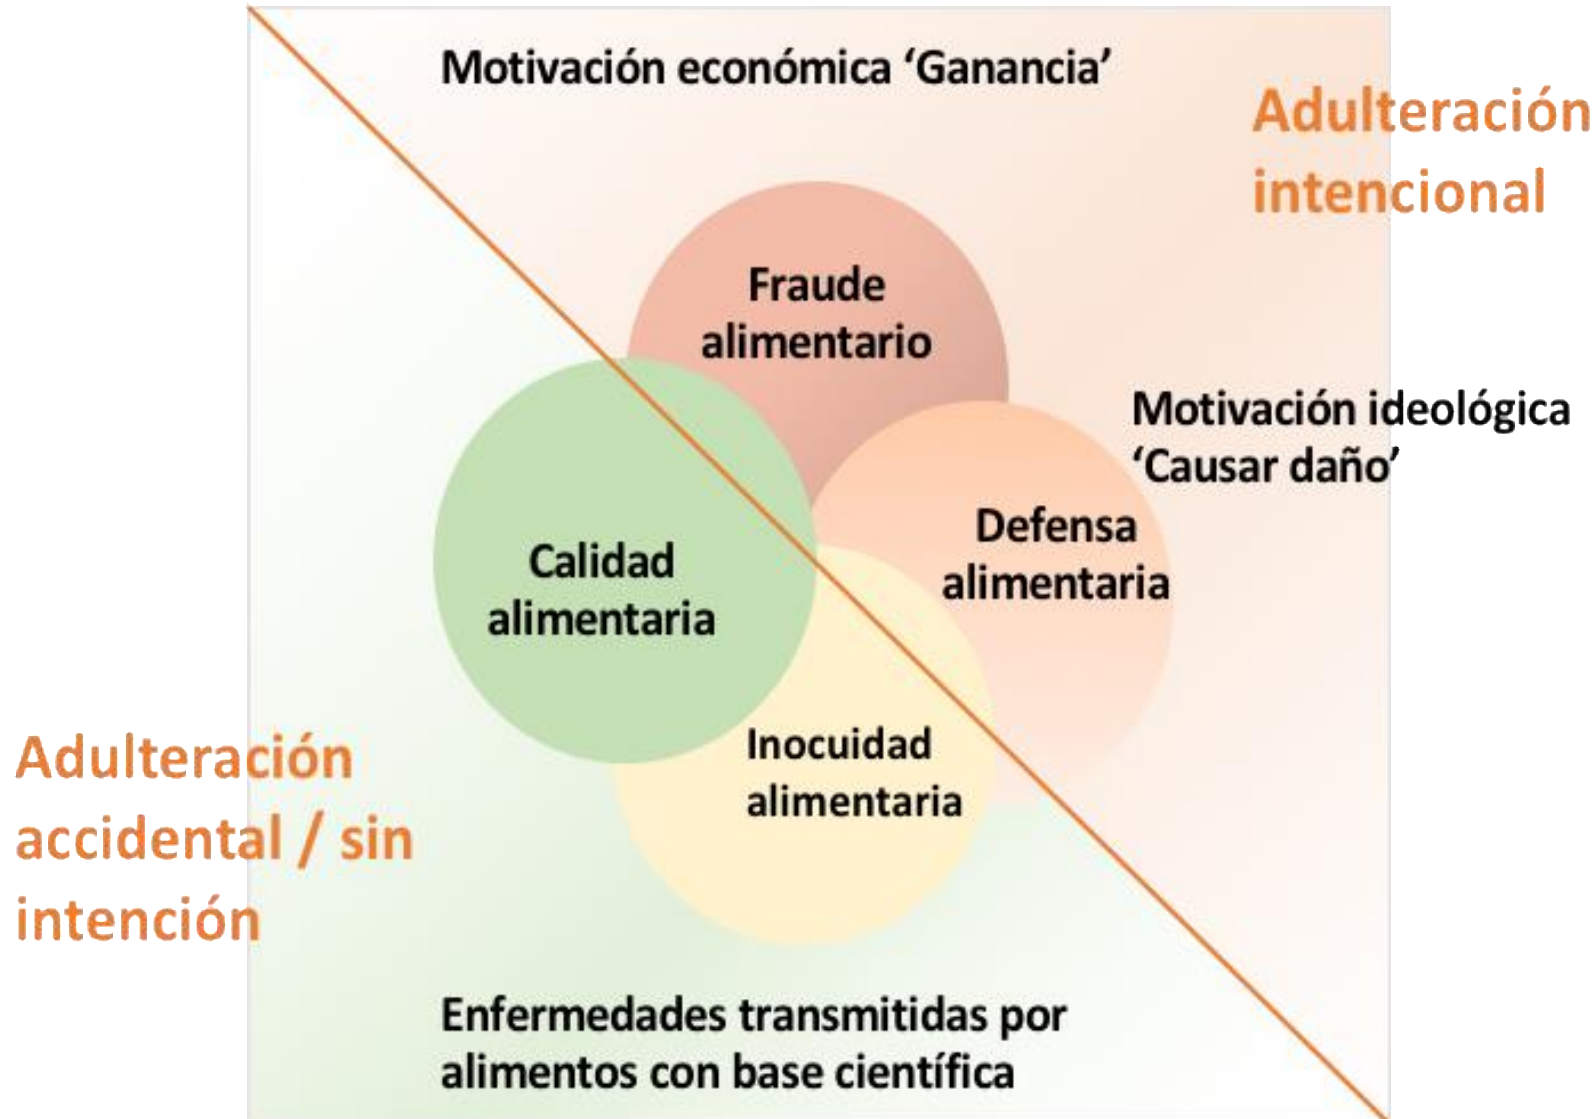 Motivación económica ‘Ganancia’
Adulteración
intencional
Fraude
alimentario
Motivación ideológica
‘Causar daño’
Defensa
alimentaria
Calidad
alimentaria
Inocuidad
alimentaria
Adulteración
accidental / sin
intención
Enfermedades transmitidas por
alimentos con base científica